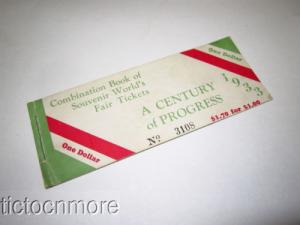 One Dollar
Combination Book of
Souvenir World's
Fair Tickets
1933
A CENTURY
of PROGRESS
No 3108
$1.70 for $1.00
One Dollar
tictocnmore